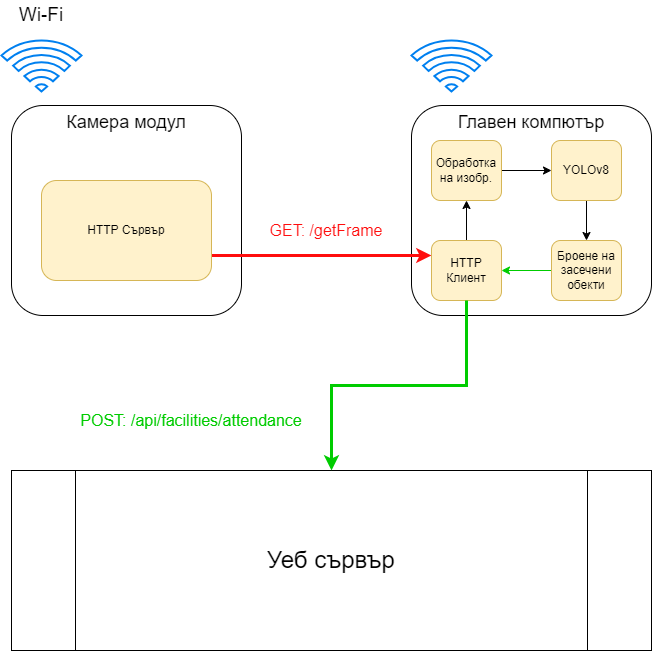 Wi-Fi
Камера модул
HTTP Сървър
GET: /getFrame
Главен компютър
Обработка
на изобр.
YOLOv8
HTTP
Клиент
Броене на
засечени
обекти
POST: /api/facilities/attendance
Уеб сървър